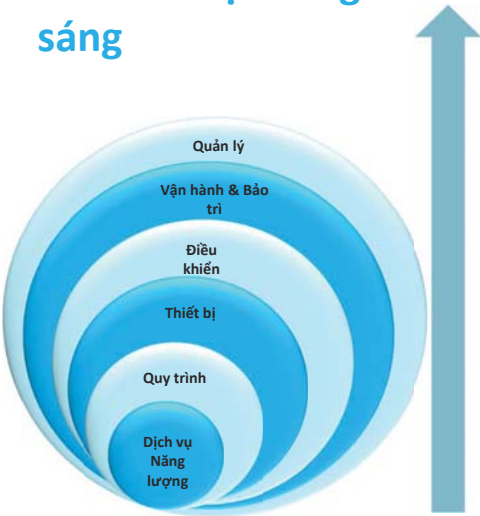 sáng
Quản lý
Vận hành & Bảo
trì
Điều
khiển
Thiết bị
Quy trình
Dịch vụ
Năng
lượng